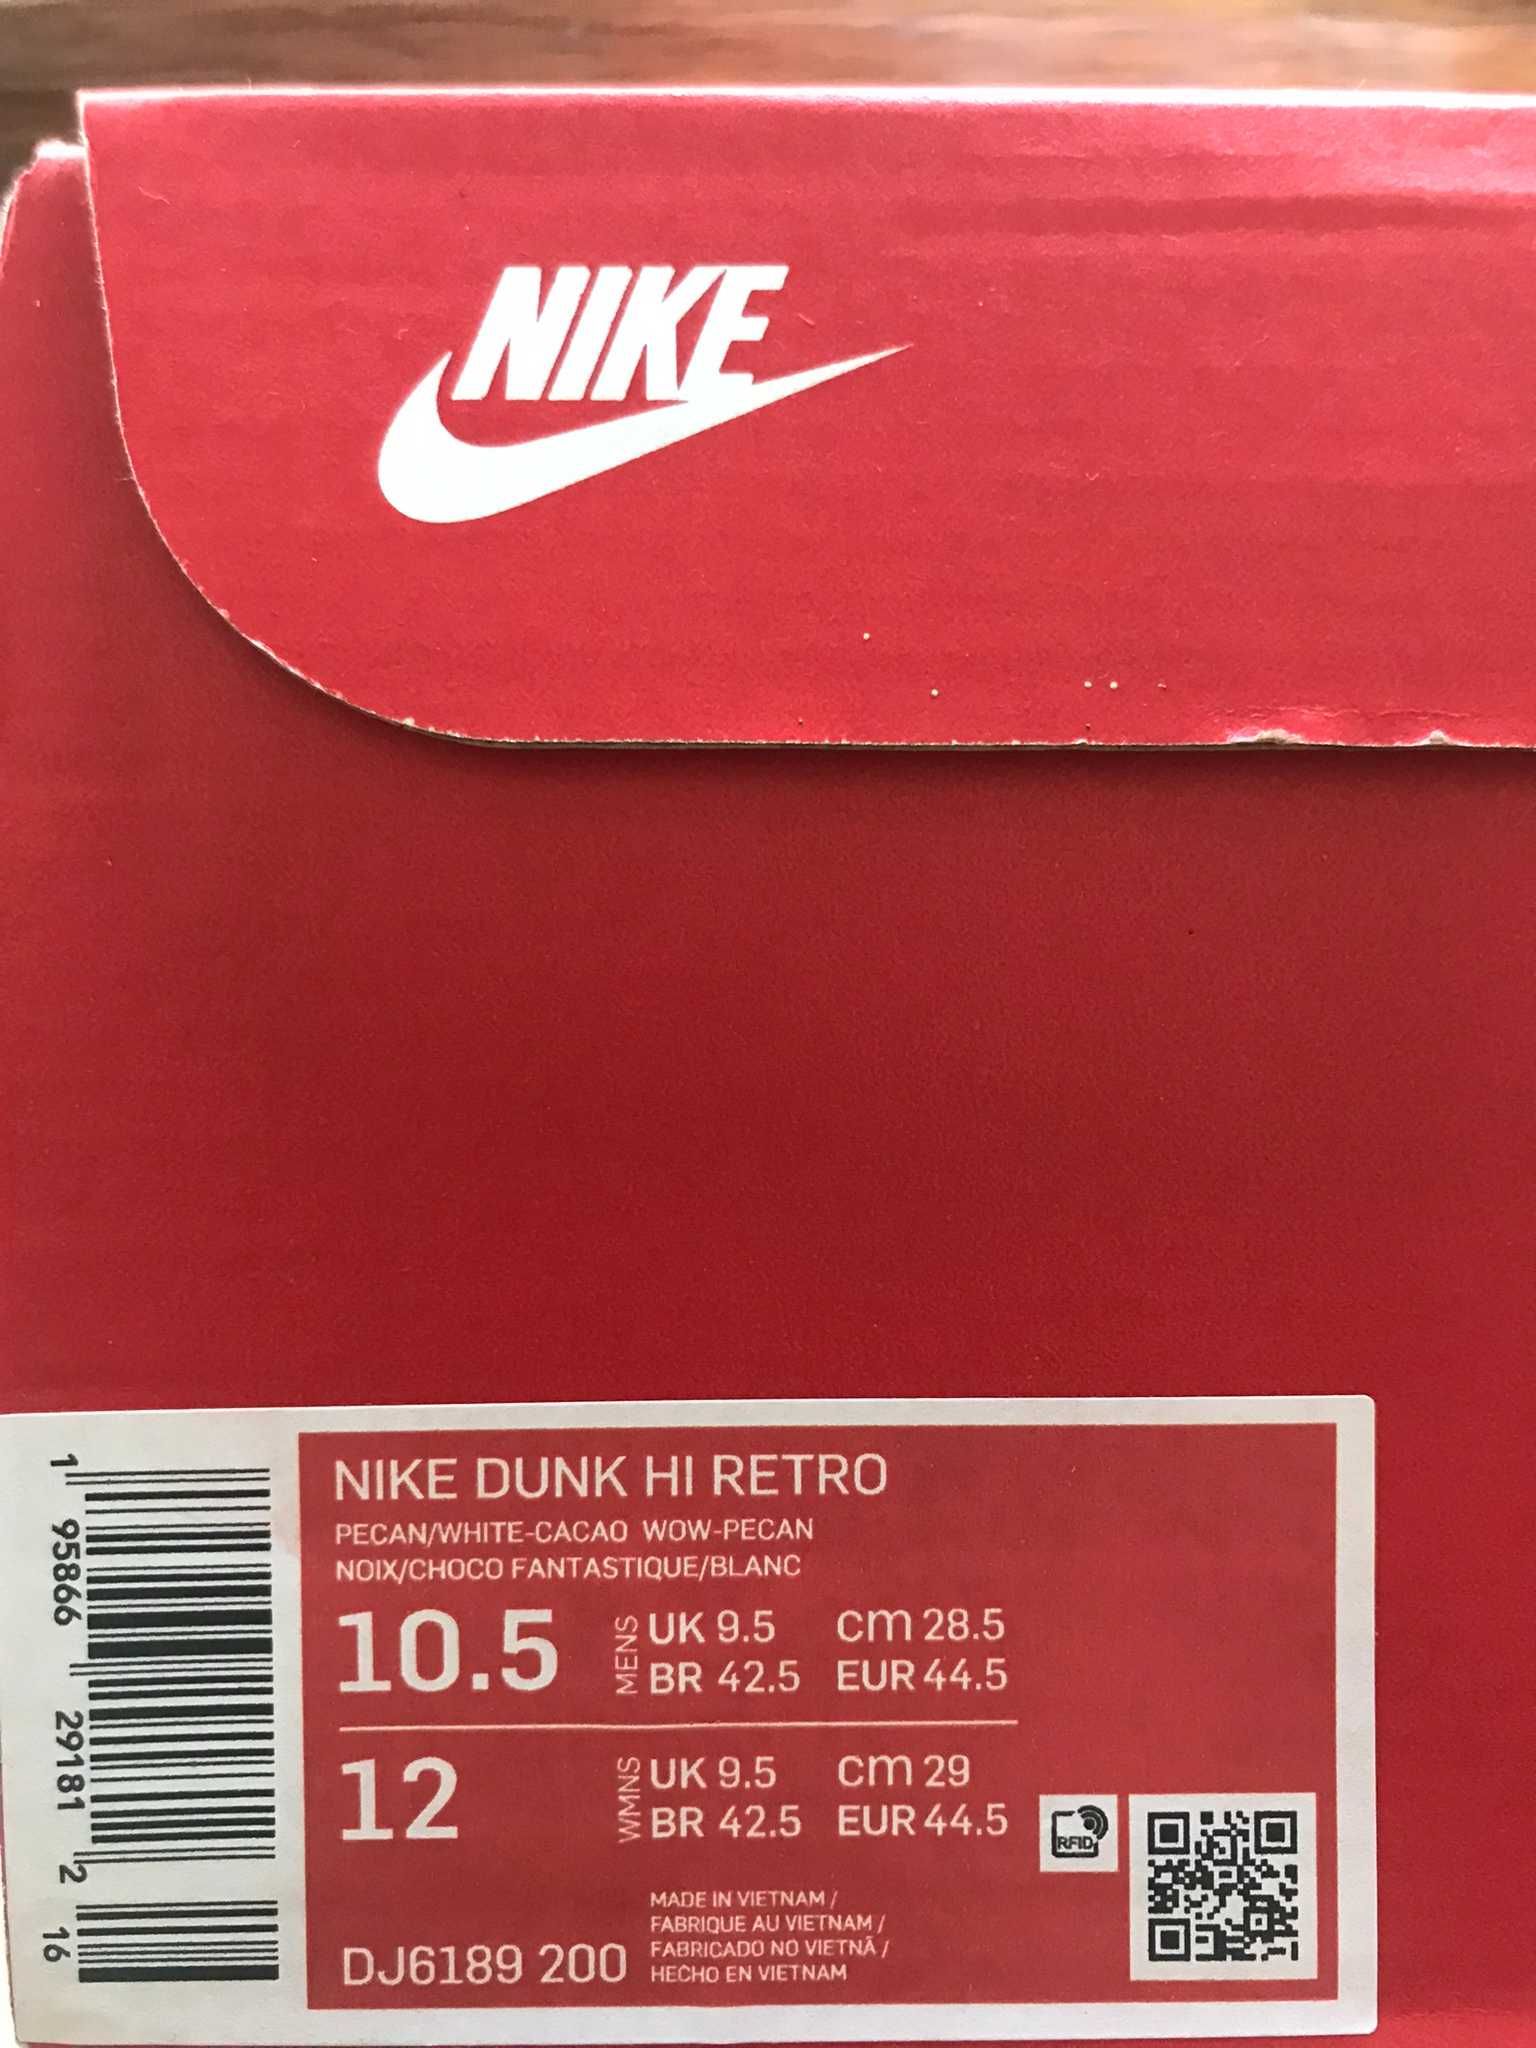 NIKE
NIKE DUNK HI RETRO
PECAN/WHITE-CACAO WOW-PECAN
NOIX/CHOCO FANTASTIQUE/BLANC
10.5 MENS UK 9.5 cm 28.5
BR 42.5 EUR 44.5
12 WMNS UK 9.5 cm 29
BR 42.5 EUR 44.5
RFID
MADE IN VIETNAM /
FABRIQUE AU VIETNAM /
FABRICADO NO VIETNÃ /
HECHO EN VIETNAM
DJ6189 200
1 95866 29181 2 16